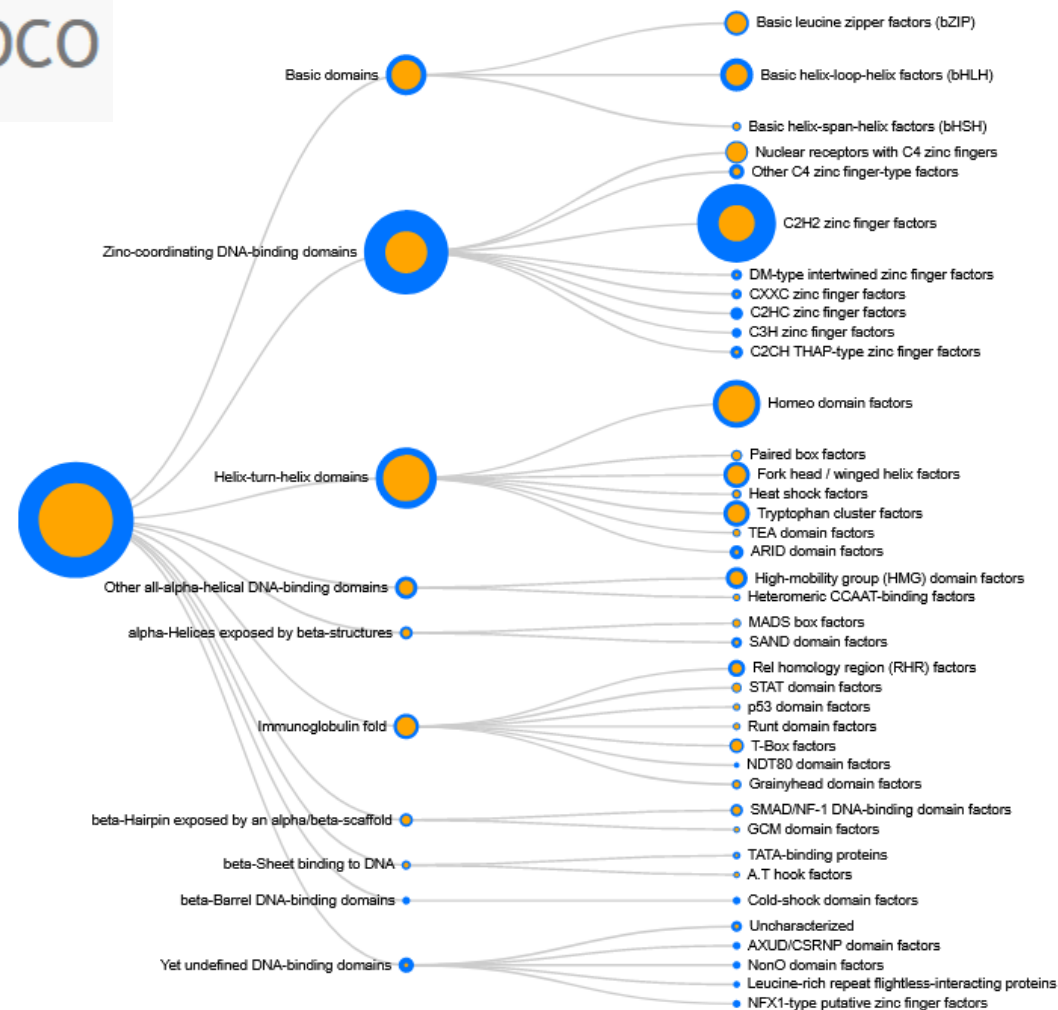 oco
Basic domains
Basic leucine zipper factors (bZIP)
Basic helix-loop-helix factors (bHLH)
Basic helix-span-helix factors (bHSH)
Zinc-coordinating DNA-binding domains
Nuclear receptors with C4 zinc fingers
Other C4 zinc finger-type factors
C2H2 zinc finger factors
DM-type intertwined zinc finger factors
CXXC zinc finger factors
C2HC zinc finger factors
C3H zinc finger factors
C2CH THAP-type zinc finger factors
Helix-turn-helix domains
Homeo domain factors
Paired box factors
Fork head / winged helix factors
Heat shock factors
Tryptophan cluster factors
TEA domain factors
ARID domain factors
Other all-alpha-helical DNA-binding domains
High-mobility group (HMG) domain factors
Heteromeric CCAAT-binding factors
alpha-Helices exposed by beta-structures
MADS box factors
SAND domain factors
Immunoglobulin fold
Rel homology region (RHR) factors
STAT domain factors
p53 domain factors
Runt domain factors
T-Box factors
NDT80 domain factors
Grainyhead domain factors
beta-Hairpin exposed by an alpha/beta-scaffold
SMAD/NF-1 DNA-binding domain factors
GCM domain factors
beta-Sheet binding to DNA
TATA-binding proteins
A.T hook factors
beta-Barrel DNA-binding domains
Cold-shock domain factors
Yet undefined DNA-binding domains
Uncharacterized
AXUD/CSRNP domain factors
NonO domain factors
Leucine-rich repeat flightless-interacting proteins
NFX1-type putative zinc finger factors